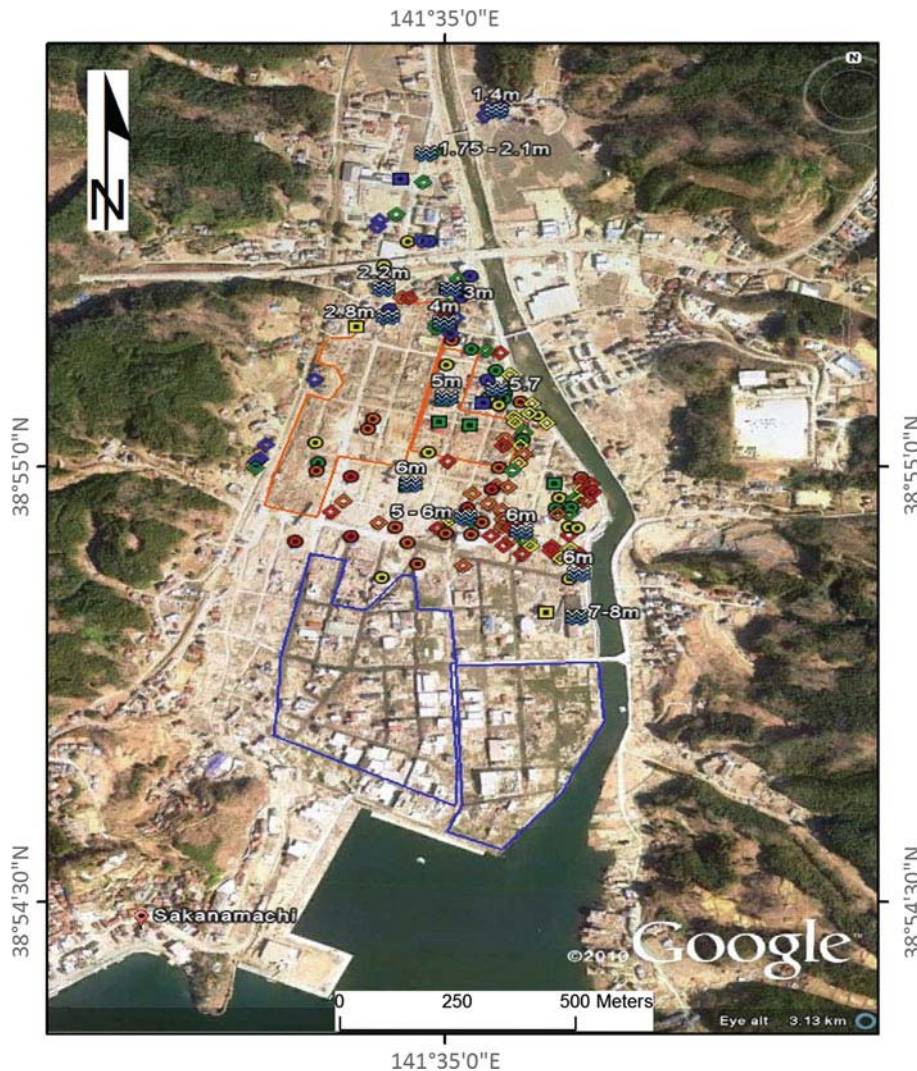 141°35'0"E
N
1.4m
N
1.75 - 2.1m
2.2m
3m
2.8m
4m
5m
5.7
38°55'0"N
38°55'0"N
6m
5 - 6m
6m
6m
7-8m
38°54'30"N
38°54'30"N
Sakanamachi
©2010 Google™
0 250 500 Meters
Eye alt 3.13 km
141°35'0"E